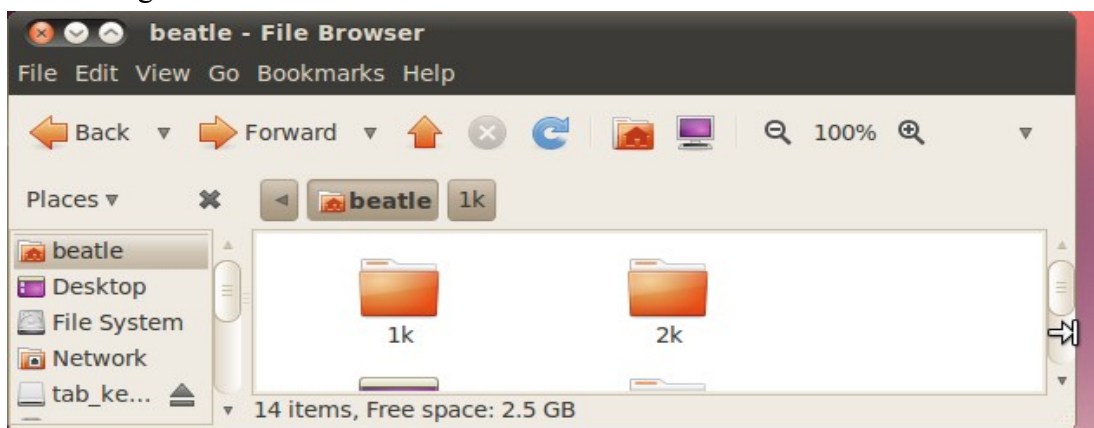 beatle - File Browser
File Edit View Go Bookmarks Help
Back Forward 100%
Places beatle 1k
beatle
Desktop
File System
Network
tab_ke...
1k 2k
14 items, Free space: 2.5 GB